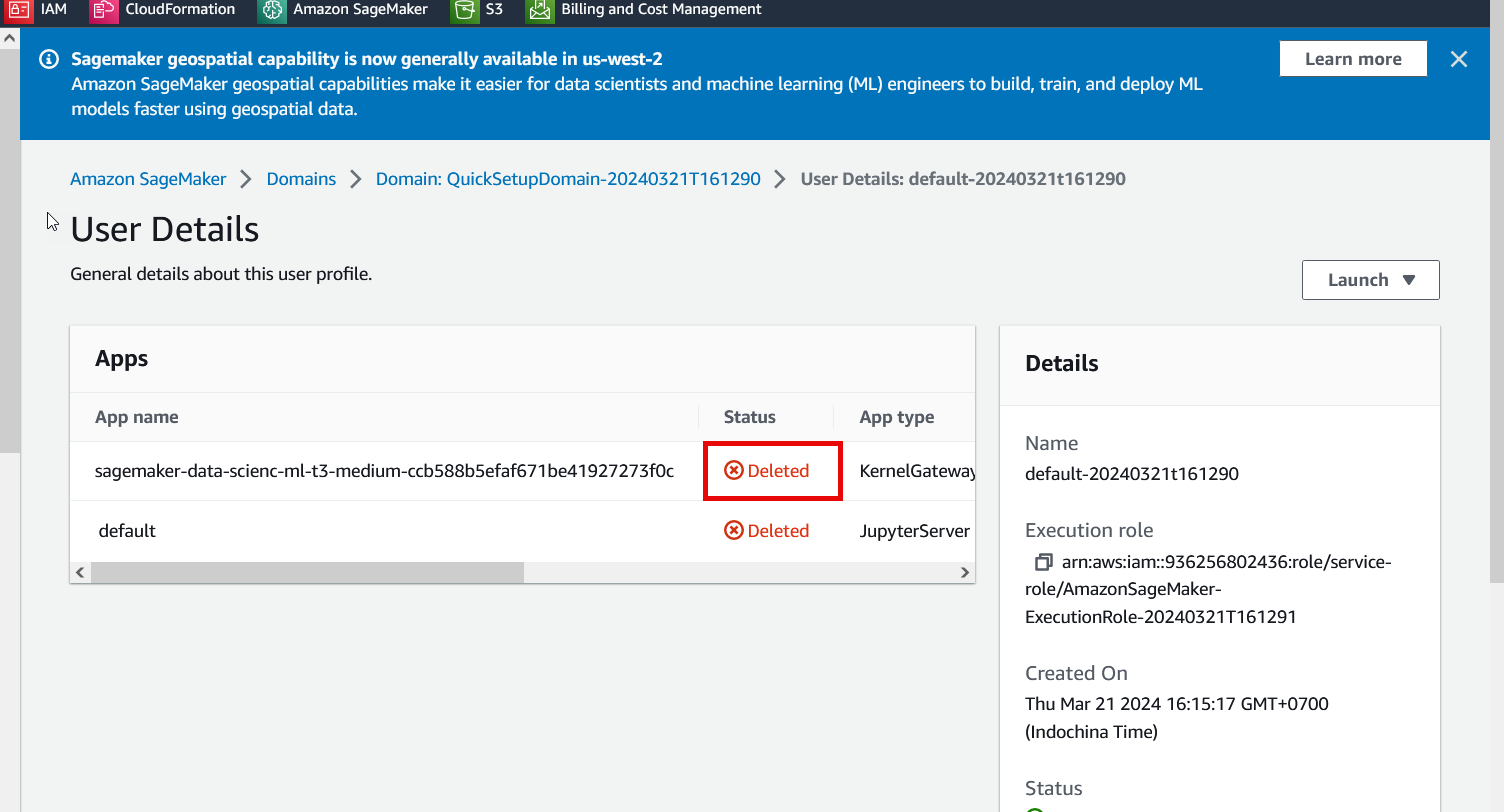 IAM CloudFormation Amazon SageMaker S3 Billing and Cost Management
Sagemaker geospatial capability is now generally available in us-west-2
Amazon SageMaker geospatial capabilities make it easier for data scientists and machine learning (ML) engineers to build, train, and deploy ML
models faster using geospatial data.
Learn more
Amazon SageMaker > Domains > Domain: QuickSetupDomain-20240321T161290 > User Details: default-20240321t161290
User Details
General details about this user profile.
Launch
Apps
App name Status App type
sagemaker-data-scienc-ml-t3-medium-ccb588b5efaf671be41927273f0c Deleted KernelGateway
default Deleted JupyterServer
Details
Name
default-20240321t161290
Execution role
arn:aws:iam::936256802436:role/service-
role/AmazonSageMaker-
ExecutionRole-20240321T161291
Created On
Thu Mar 21 2024 16:15:17 GMT+0700
(Indochina Time)
Status